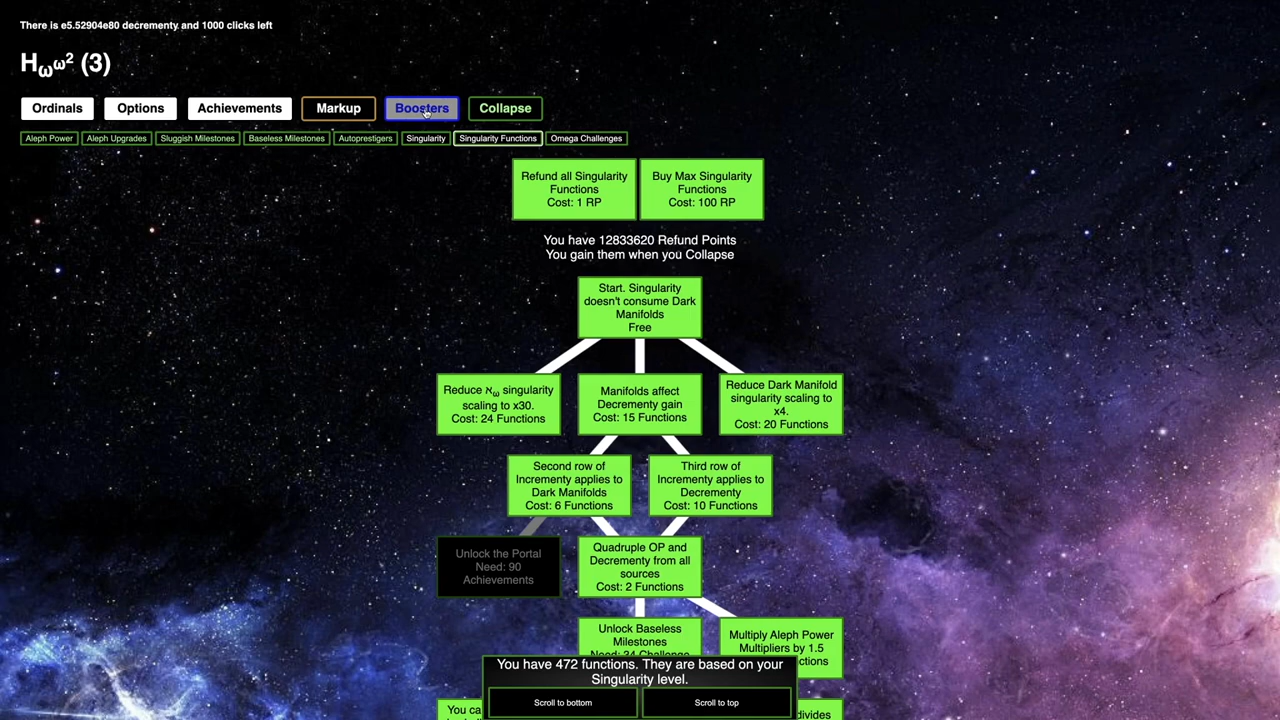 There is e5.52904e80 decrementy and 1000 clicks left
Hωω² (3)
Ordinals
Options
Achievements
Markup
Boosters
Collapse
Aleph Power
Aleph Upgrades
Sluggish Milestones
Baseless Milestones
Autoprestigers
Singularity
Singularity Functions
Omega Challenges
Refund all Singularity
Functions
Cost: 1 RP
Buy Max Singularity
Functions
Cost: 100 RP
You have 12833620 Refund Points
You gain them when you Collapse
Start. Singularity
doesn't consume Dark
Manifolds
Free
Reduce ℵω singularity
scaling to x30.
Cost: 24 Functions
Manifolds affect
Decrementy gain
Cost: 15 Functions
Reduce Dark Manifold
singularity scaling to
x4.
Cost: 20 Functions
Second row of
Incrementy applies to
Dark Manifolds
Cost: 6 Functions
Third row of
Incrementy applies to
Decrementy
Cost: 10 Functions
Unlock the Portal
Need: 90
Achievements
Quadruple OP and
Decrementy from all
sources
Cost: 2 Functions
Unlock Baseless
Milestones
Multiply Aleph Power
Multipliers by 1.5
You have 472 functions. They are based on your
Singularity level.
Scroll to bottom
Scroll to top
You ca
divides